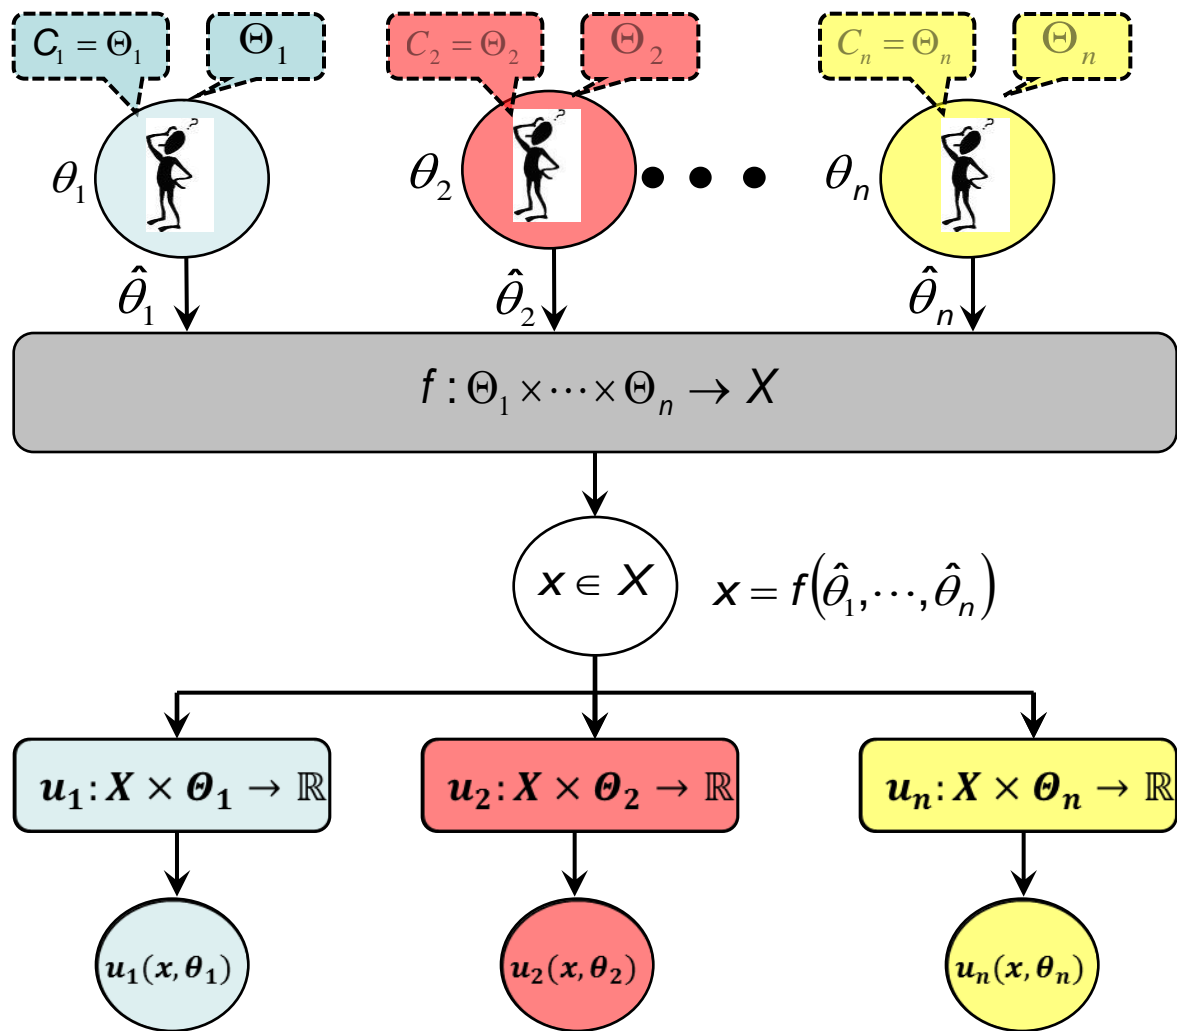 C₁ = Θ₁ Θ₁ C₂ = Θ₂ Θ₂ Cₙ = Θₙ Θₙ
? ? ?
θ₁ θ₂ • • • θₙ
θ̂₁ θ̂₂ θ̂ₙ
f : Θ₁ × ⋯ × Θₙ → X
x ∈ X x = f(θ̂₁, ⋯, θ̂ₙ)
u₁: X × Θ₁ → ℝ u₂: X × Θ₂ → ℝ uₙ: X × Θₙ → ℝ
u₁(x, θ₁) u₂(x, θ₂) uₙ(x, θₙ)